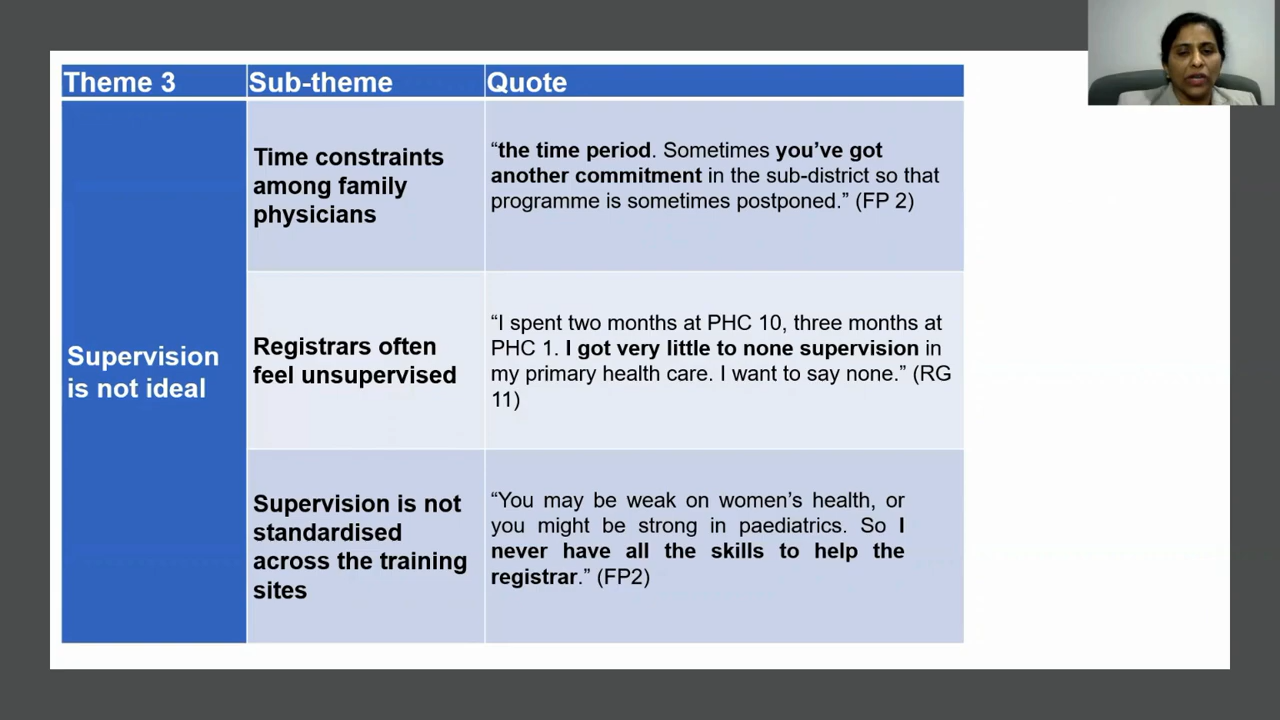 Theme 3
Sub-theme
Quote
Supervision
is not ideal
Time constraints
among family
physicians
“the time period. Sometimes you’ve got
another commitment in the sub-district so that
programme is sometimes postponed.” (FP 2)
Registrars often
feel unsupervised
“I spent two months at PHC 10, three months at
PHC 1. I got very little to none supervision in
my primary health care. I want to say none.” (RG
11)
Supervision is not
standardised
across the training
sites
“You may be weak on women’s health, or
you might be strong in paediatrics. So I
never have all the skills to help the
registrar.” (FP2)